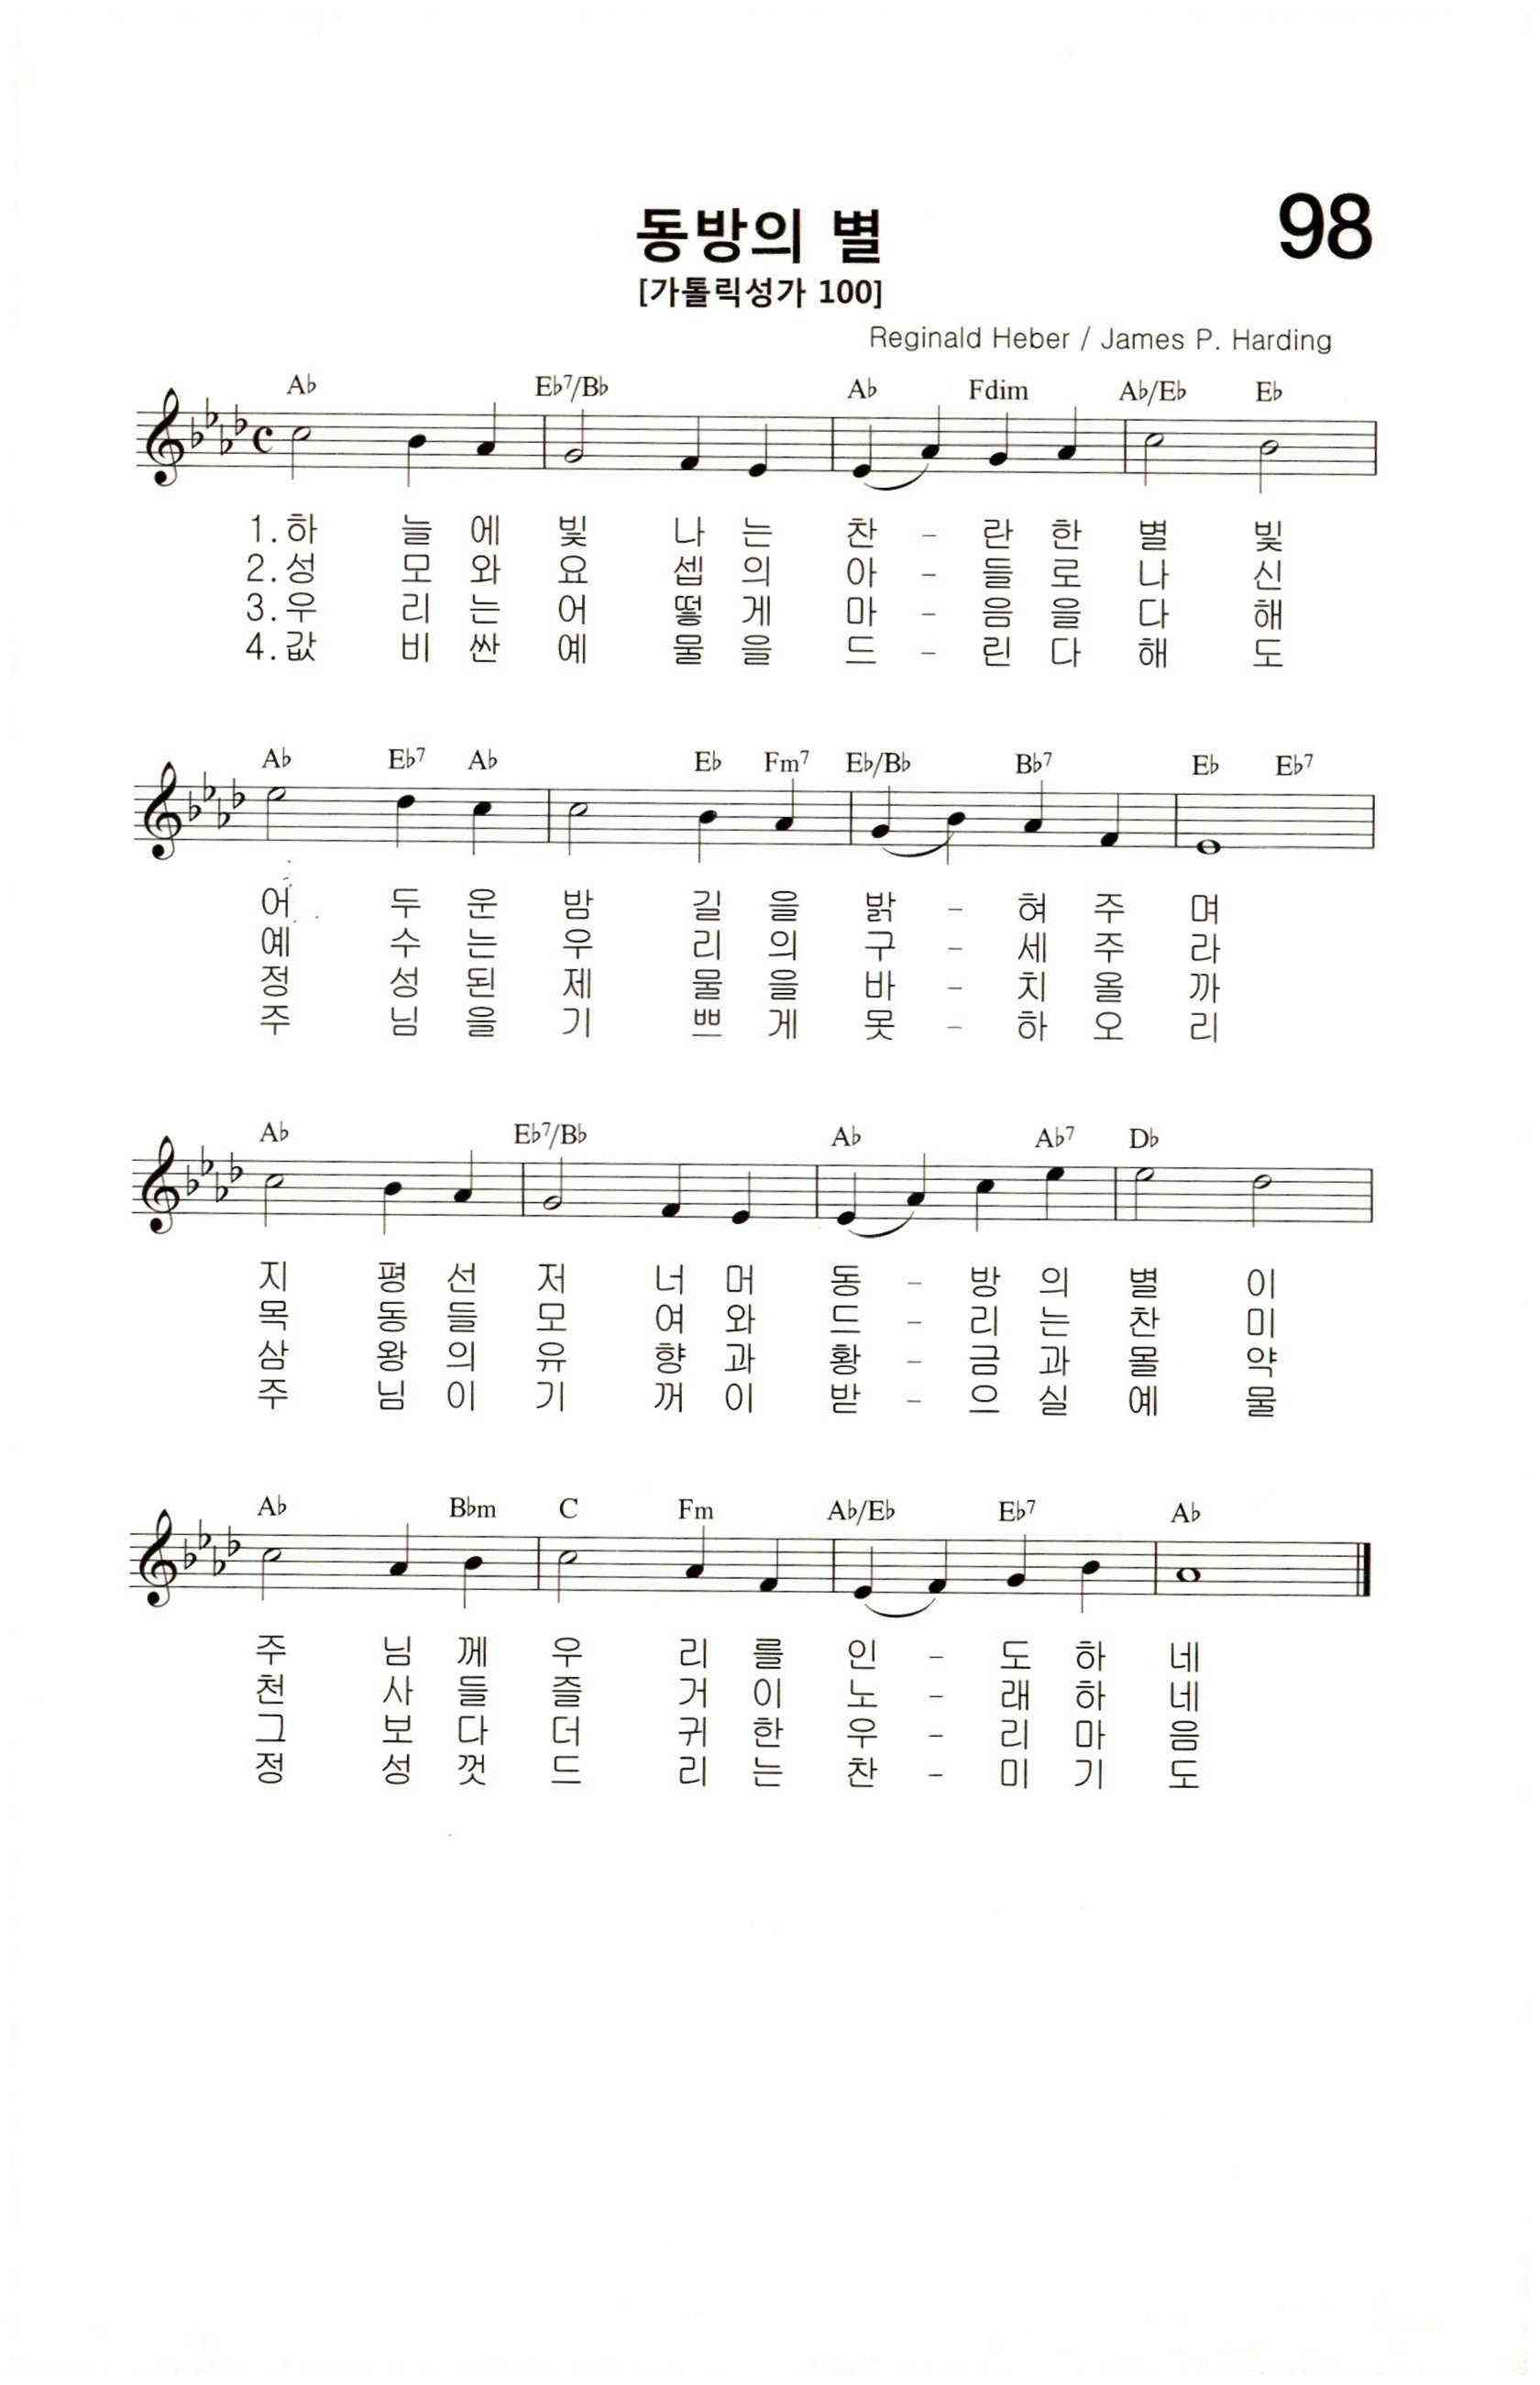 동방의 별
98
[가톨릭성가 100]
Reginald Heber / James P. Harding
A♭ E♭7/B♭ A♭ Fdim A♭/E♭ E♭
1.하 늘 에 빛 나 는 찬 - 란 한 별 빛
2.성 모 와 요 셉 의 아 - 들 로 나 신
3.우 리 는 어 떻 게 마 - 음 을 다 해
4.값 비 싼 예 물 을 드 - 린 다 해 도
A♭ E♭7 A♭ E♭ Fm7 E♭/B♭ B♭7 E♭ E♭7
어 두 운 밤 길 을 밝 - 혀 주 며
예 수 는 우 리 의 구 - 세 주 라
정 성 된 제 물 을 바 - 치 올 까
주 님 을 기 쁘 게 못 - 하 오 리
A♭ E♭7/B♭ A♭ A♭7 D♭
지 평 선 저 너 머 동 - 방 의 별 이
목 동 들 모 여 와 드 - 리 는 찬 미
삼 왕 의 유 향 과 황 - 금 과 몰 약
주 님 이 기 꺼 이 받 - 으 실 예 물
A♭ B♭m C Fm A♭/E♭ E♭7 A♭
주 님 께 우 리 를 인 - 도 하 네
천 사 들 즐 거 이 노 - 래 하 네
그 보 다 더 귀 한 우 - 리 마 음
정 성 껏 드 리 는 찬 - 미 기 도